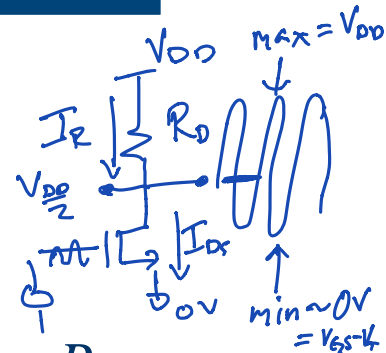 max = VDD
VDD
IR
RD
VDD/2
IDS
0V
min ~ 0V
= VGS-VT